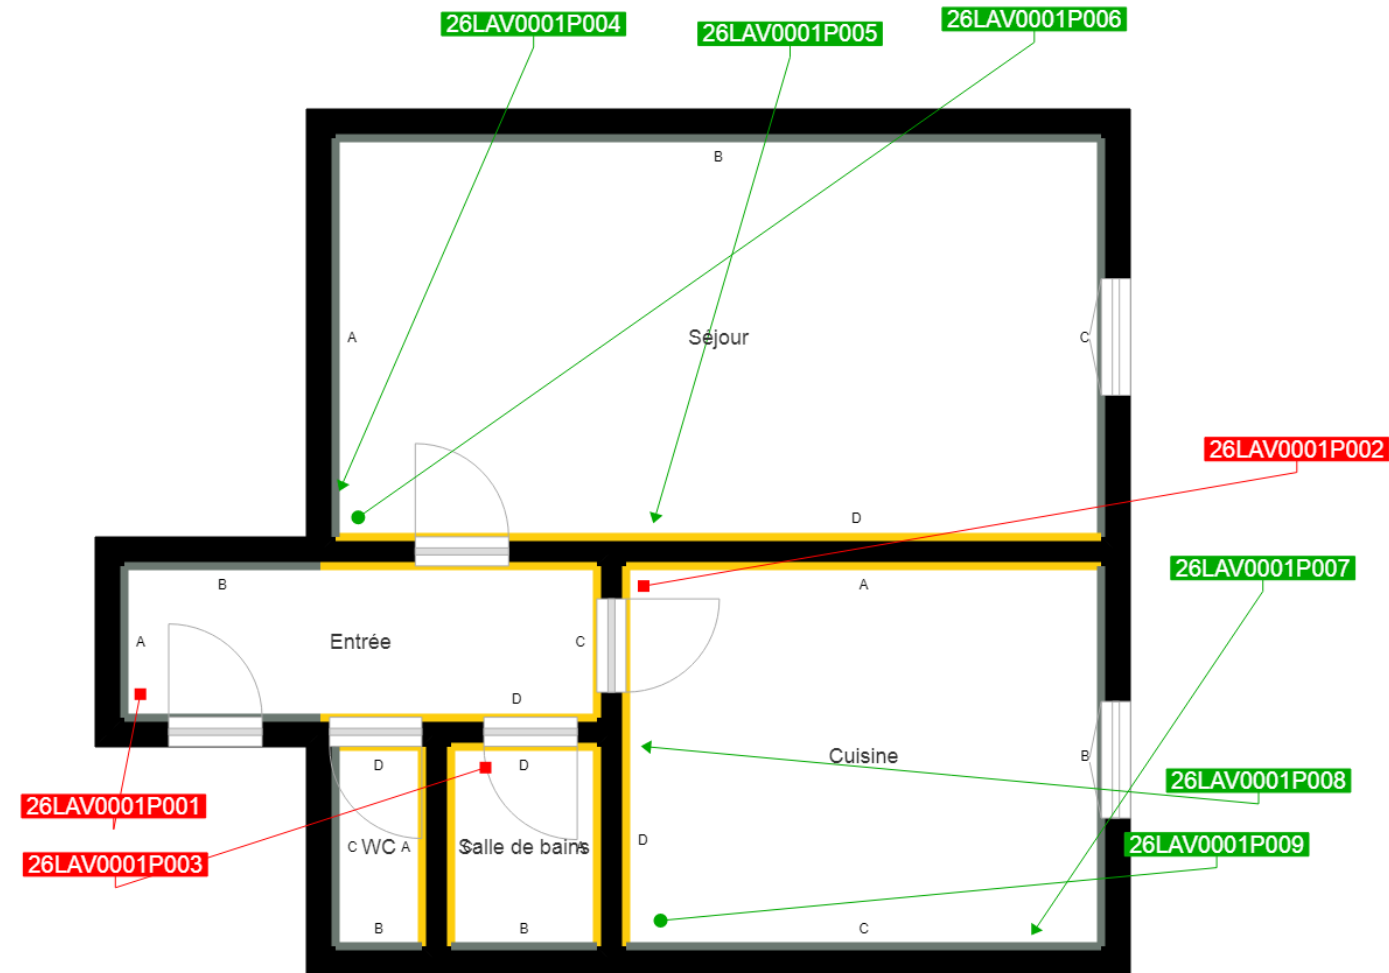 26LAV0001P004
26LAV0001P005
26LAV0001P006
B
A
Séjour
C
D
26LAV0001P002
26LAV0001P007
B
A
A
Entrée
C
D
26LAV0001P001
26LAV0001P003
D
C
WC
A
B
D
C
Salle de bains
A
B
Cuisine
B
D
C
26LAV0001P008
26LAV0001P009